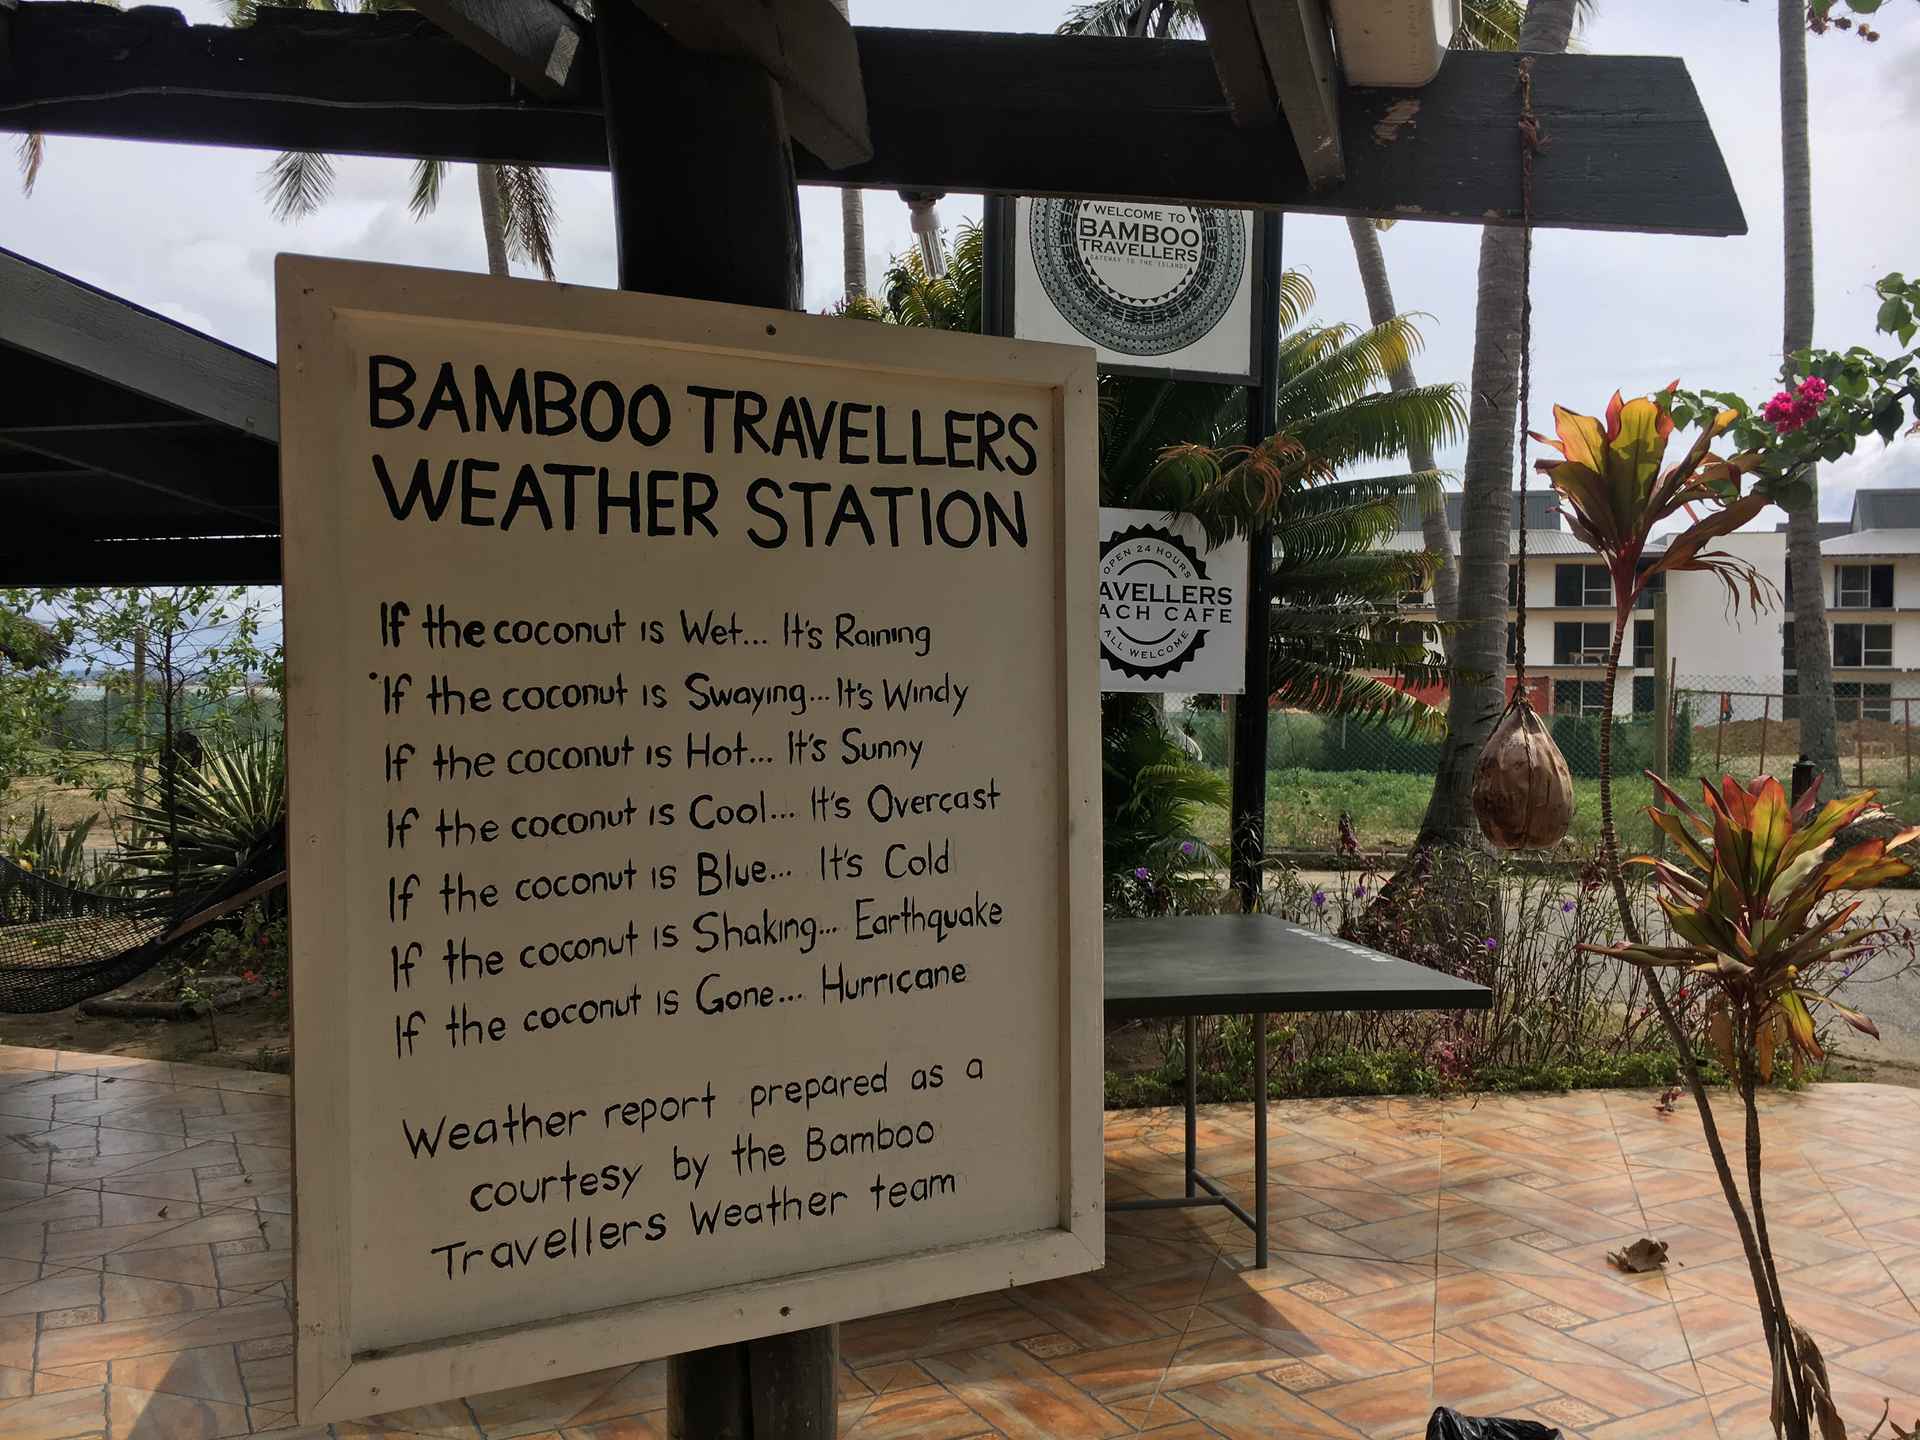 BAMBOO TRAVELLERS
WEATHER STATION
If the coconut is Wet... It's Raining
If the coconut is Swaying... It's Windy
If the coconut is Hot... It's Sunny
If the coconut is Cool... It's Overcast
If the coconut is Blue... It's Cold
If the coconut is Shaking... Earthquake
If the coconut is Gone... Hurricane
Weather report prepared as a
courtesy by the Bamboo
Travellers Weather team
WELCOME TO
BAMBOO
TRAVELLERS
GATEWAY TO THE ISLANDS
OPEN 24 HOURS
AVELLERS
ACH CAFE
ALL WELCOME